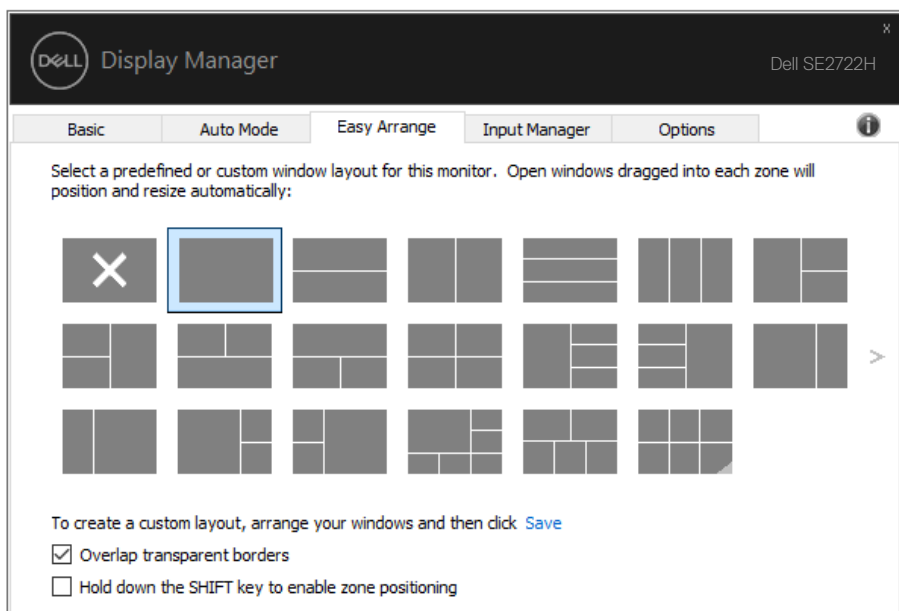 x
DELL Display Manager
Dell SE2722H
Basic Auto Mode Easy Arrange Input Manager Options
Select a predefined or custom window layout for this monitor. Open windows dragged into each zone will
position and resize automatically:
>
To create a custom layout, arrange your windows and then click Save
Overlap transparent borders
Hold down the SHIFT key to enable zone positioning